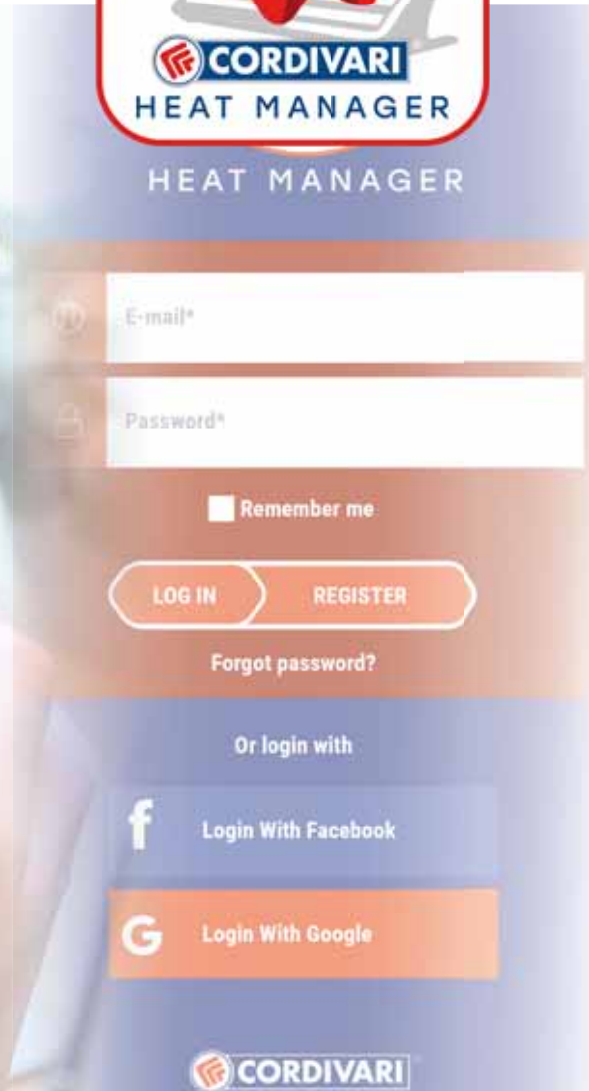 CORDIVARI
HEAT MANAGER
HEAT MANAGER
E-mail*
Password*
Remember me
LOG IN REGISTER
Forgot password?
Or login with
f Login With Facebook
G Login With Google
CORDIVARI